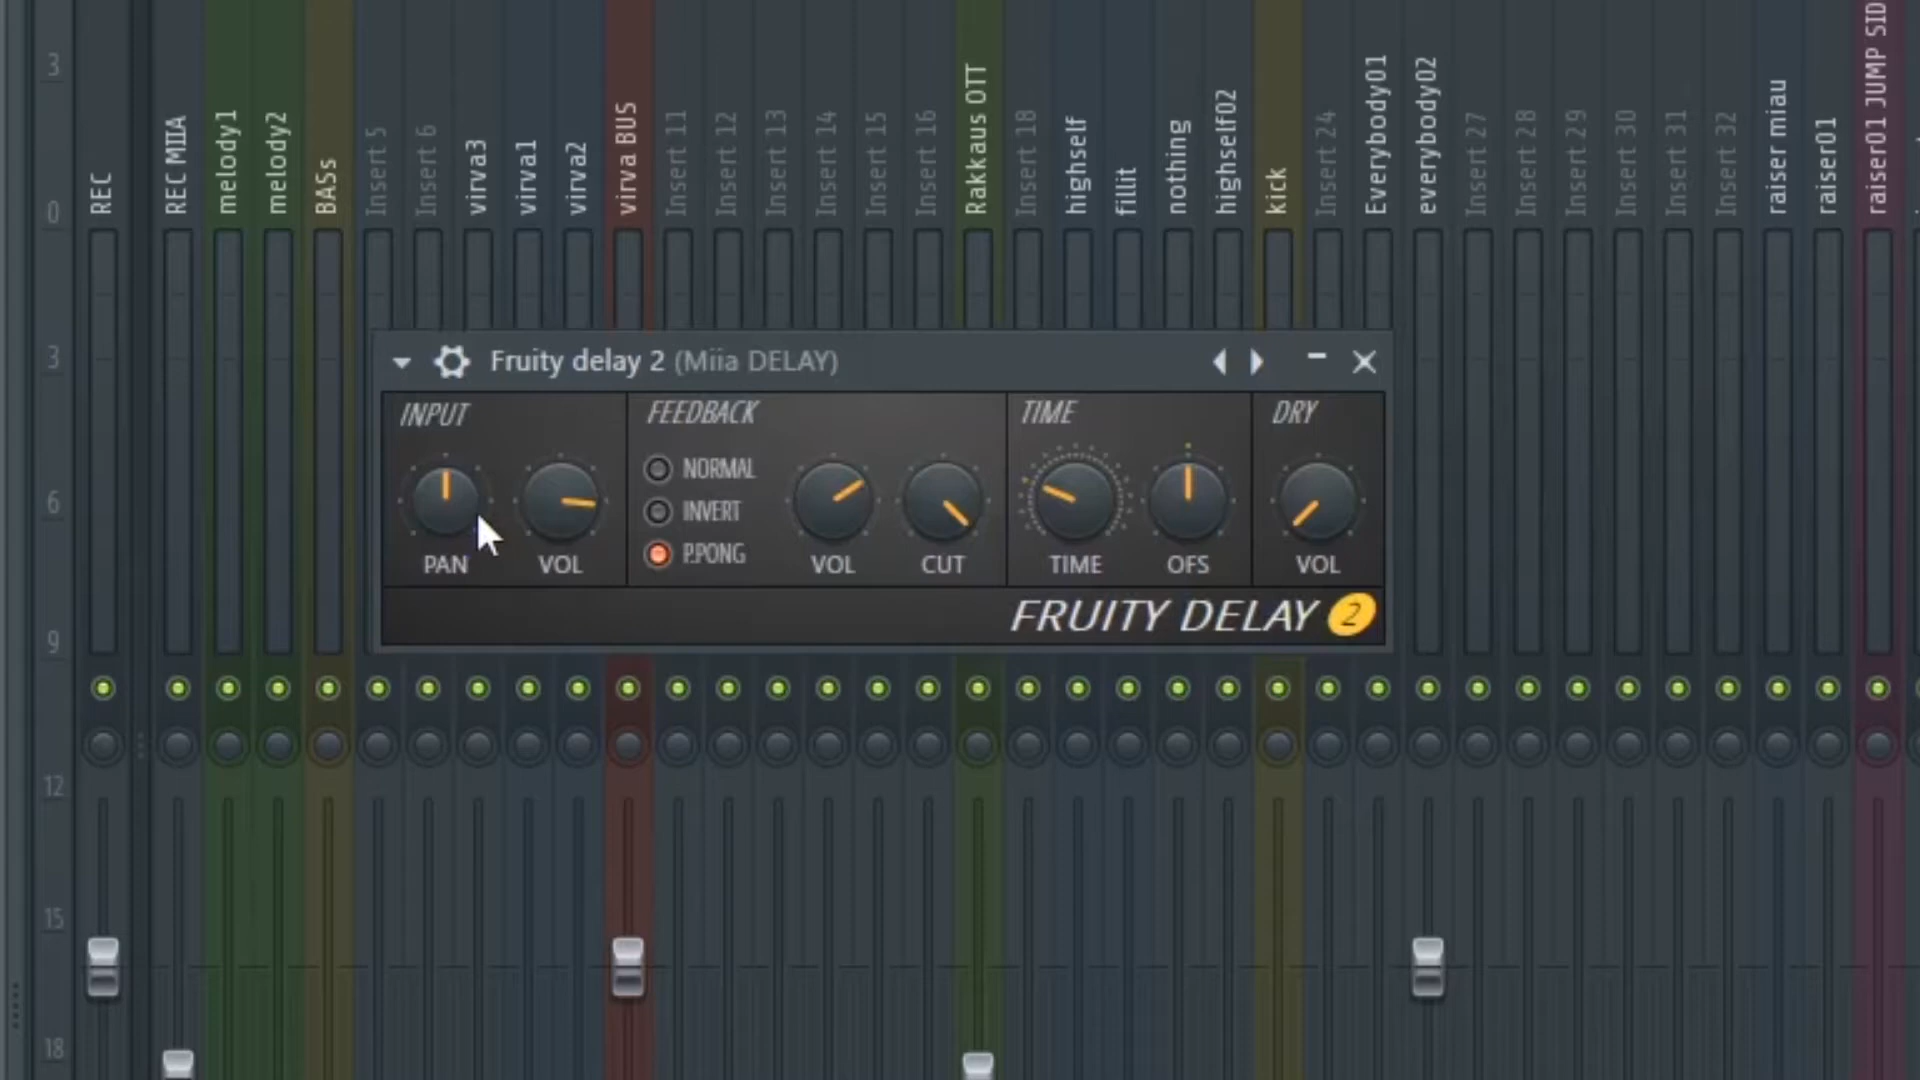 3
0
3
6
9
12
15
18
REC
REC MIIA
melody1
melody2
BASs
Insert 5
Insert 6
virva3
virva1
virva2
virva BUS
Insert 11
Insert 12
Insert 13
Insert 14
Insert 15
Insert 16
Rakkaus OTT
Insert 18
highself
fillit
nothing
highself02
kick
Insert 24
Everybody01
everybody02
Insert 27
Insert 28
Insert 29
Insert 30
Insert 31
Insert 32
raiser miau
raiser01
raiser01 JUMP SID
Fruity delay 2 (Miia DELAY)
INPUT
PAN
VOL
FEEDBACK
NORMAL
INVERT
P.PONG
VOL
CUT
TIME
TIME
OFS
DRY
VOL
FRUITY DELAY 2